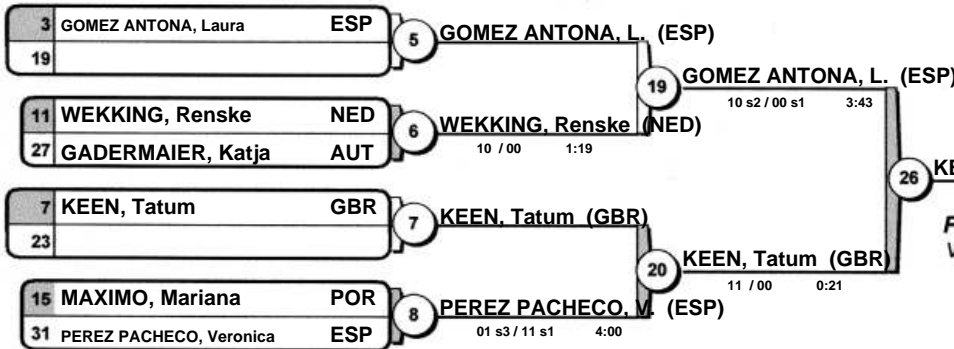 3 GOMEZ ANTONA, Laura ESP
19
5
GOMEZ ANTONA, L. (ESP)
11 WEKKING, Renske NED
27 GADERMAIER, Katja AUT
6
WEKKING, Renske (NED)
10 / 00 1:19
19
GOMEZ ANTONA, L. (ESP)
10 s2 / 00 s1 3:43
7 KEEN, Tatum GBR
23
7
KEEN, Tatum (GBR)
15 MAXIMO, Mariana POR
31 PEREZ PACHECO, Veronica ESP
8
PEREZ PACHECO, V. (ESP)
01 s3 / 11 s1 4:00
20
KEEN, Tatum (GBR)
11 / 00 0:21
26
KE